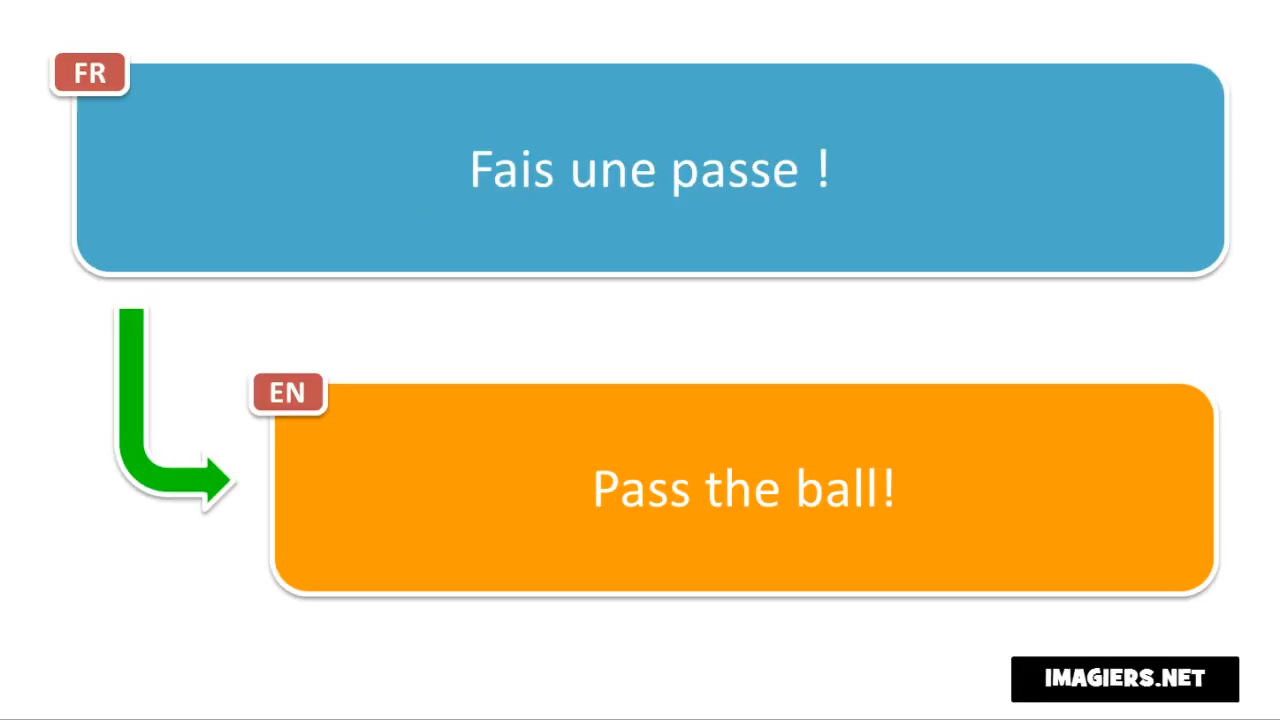 FR
Fais une passe !
EN
Pass the ball!
IMAGIERS.NET